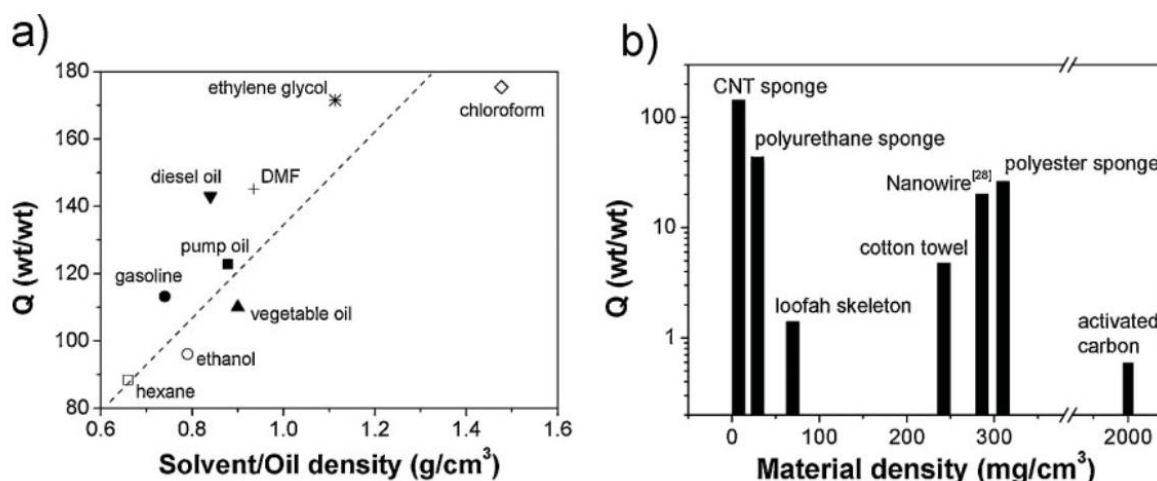 a)
180
160
140
120
100
80
Q (wt/wt)
ethylene glycol
chloroform
diesel oil
DMF
pump oil
gasoline
vegetable oil
ethanol
hexane
0.6 0.8 1.0 1.2 1.4 1.6
Solvent/Oil density (g/cm³)
b)
100
10
1
Q (wt/wt)
CNT sponge
polyurethane sponge
polyester sponge
Nanowire[28]
cotton towel
loofah skeleton
activated
carbon
0 100 200 300 2000
Material density (mg/cm³)